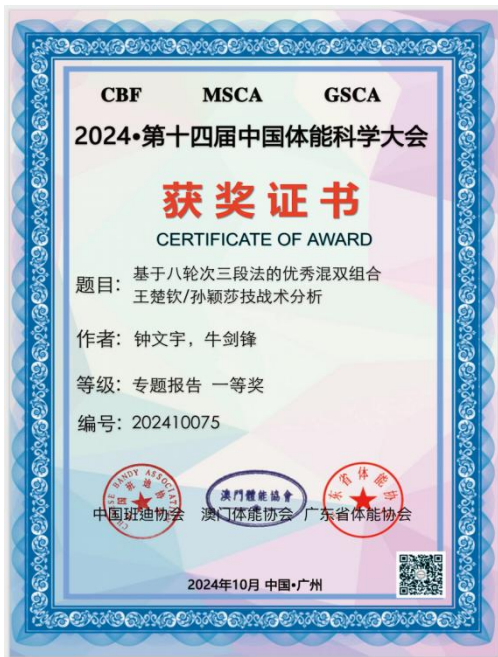 CBF MSCA GSCA
2024•第十四届中国体能科学大会
获奖证书
CERTIFICATE OF AWARD
题目：基于八轮次三段法的优秀混双组合
王楚钦/孙颖莎技战术分析
作者：钟文宇，牛剑锋
等级：专题报告 一等奖
编号：202410075
澳門體能協會
中国班迪协会 澳门体能协会 广东省体能协会
2024年10月 中国•广州